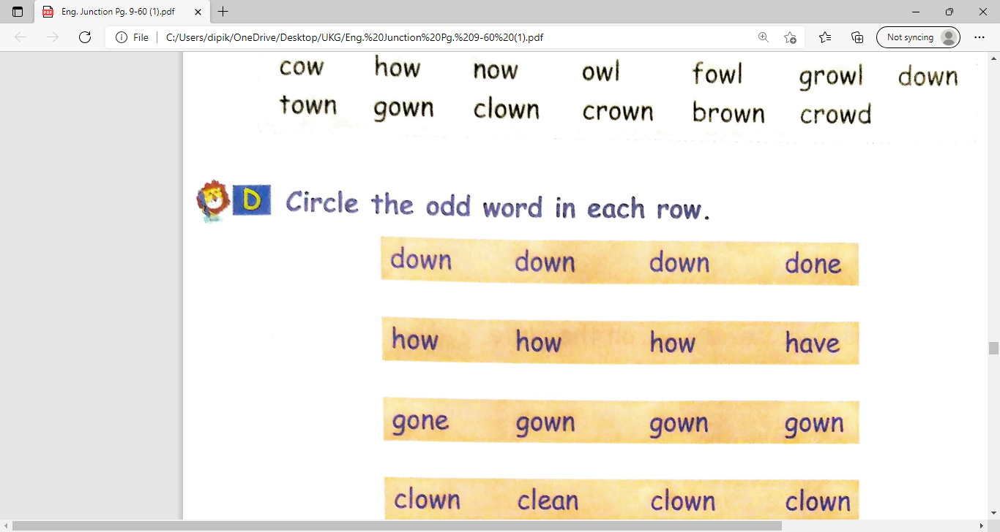 Eng. Junction Pg. 9-60 (1).pdf
File C:/Users/dipik/OneDrive/Desktop/UKG/Eng.%20Junction%20Pg.%209-60%20(1).pdf Not syncing
cow how now owl fowl growl down
town gown clown crown brown crowd
D Circle the odd word in each row.
down down down done
how how how have
gone gown gown gown
clown clean clown clown